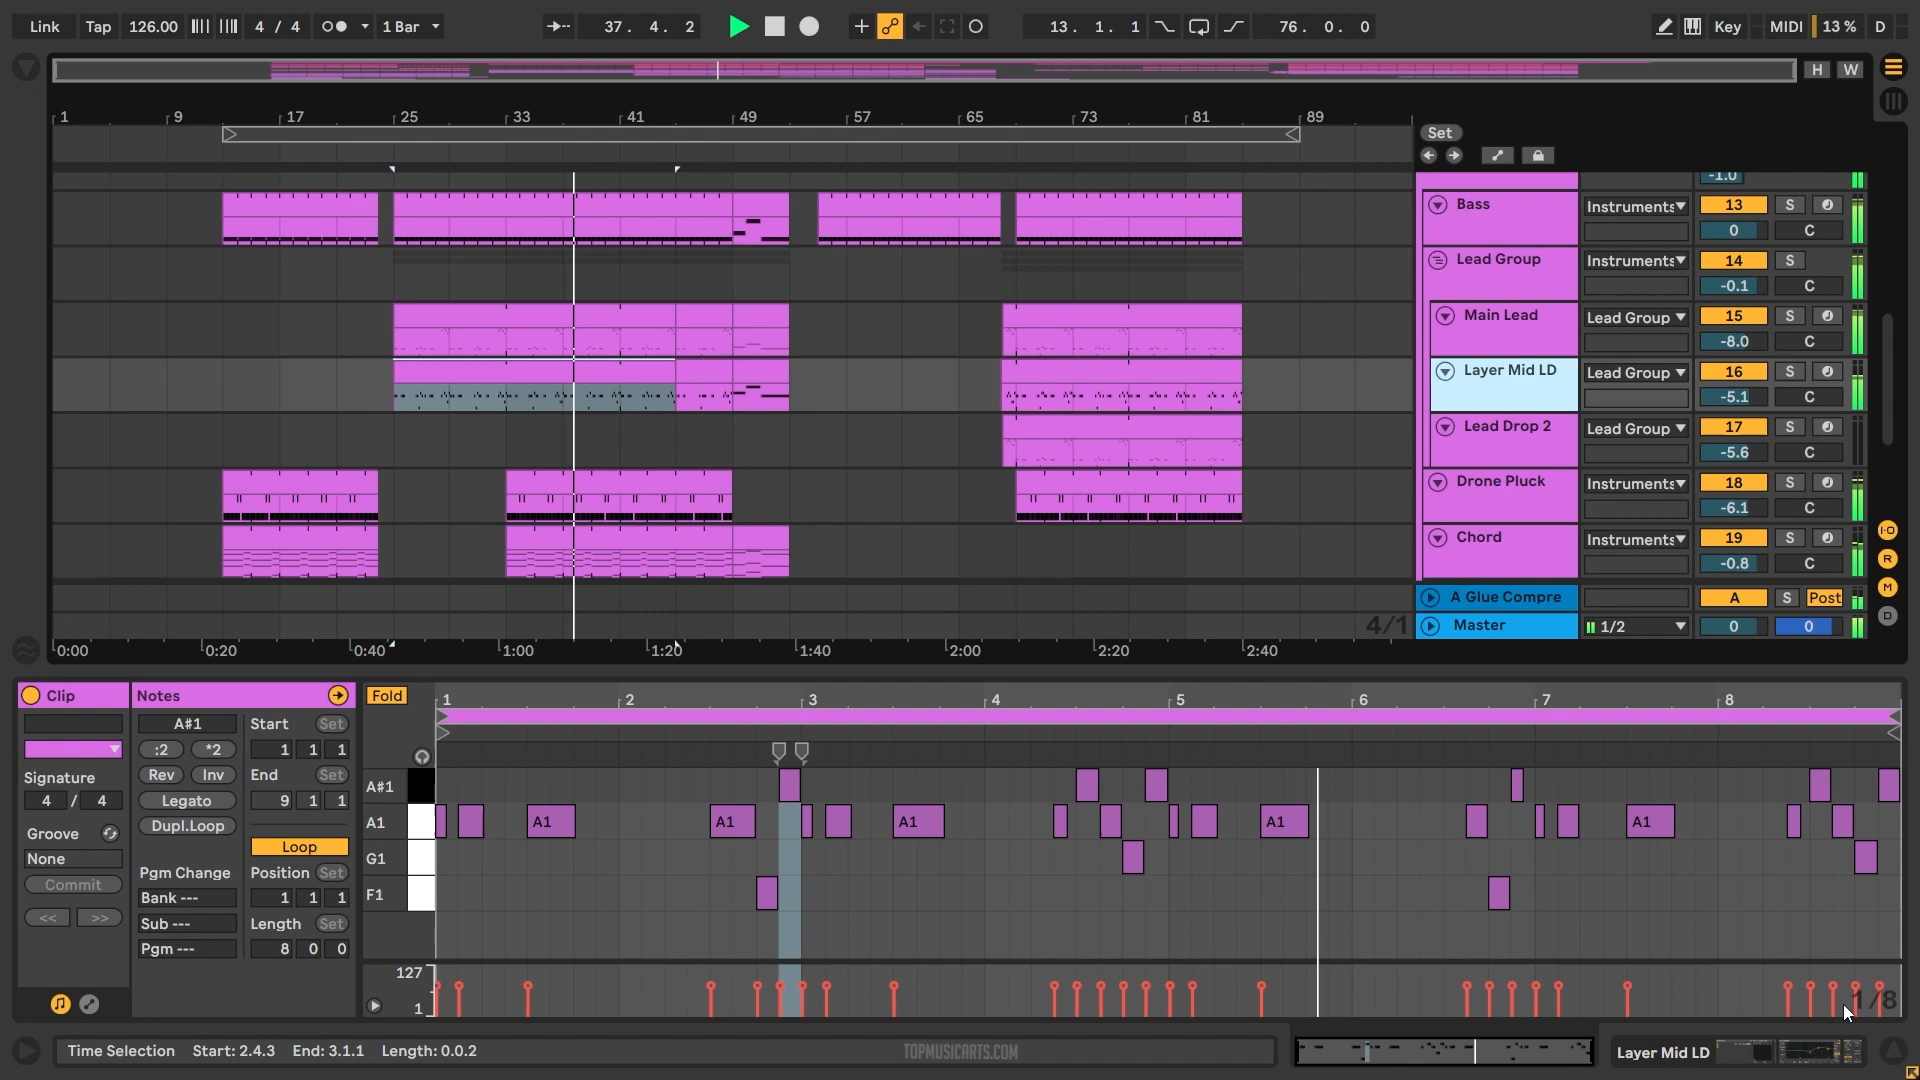 Link Tap 126.00 4 / 4 1 Bar 37. 4. 2 13. 1. 1 76. 0. 0 Key MIDI 13 % D
H W
1 9 17 25 33 41 49 57 65 73 81 89
Set
-1.0
Bass Instruments 13 S
0 C
Lead Group Instruments 14 S
-0.1 C
Main Lead Lead Group 15 S
-8.0 C
Layer Mid LD Lead Group 16 S
-5.1 C
Lead Drop 2 Lead Group 17 S
-5.6 C
Drone Pluck Instruments 18 S
-6.1 C
Chord Instruments 19 S
-0.8 C
I·O
R
M
D
A Glue Compre A S Post
4/1 Master 1/2 0 0
0:00 0:20 0:40 1:00 1:20 1:40 2:00 2:20 2:40
Clip Notes Fold 1 2 3 4 5 6 7 8
A#1 Start Set
:2 *2 1 1 1
Signature Rev Inv End Set
4 / 4 Legato 9 1 1
Groove Dupl.Loop
None Loop
Commit Pgm Change Position Set
Bank --- 1 1 1
<< >> Sub --- Length Set
Pgm --- 8 0 0
A#1
A1 A1 A1 A1 A1 A1
G1
F1
127
1 1/8
Time Selection Start: 2.4.3 End: 3.1.1 Length: 0.0.2 TOPMUSICARTS.COM Layer Mid LD